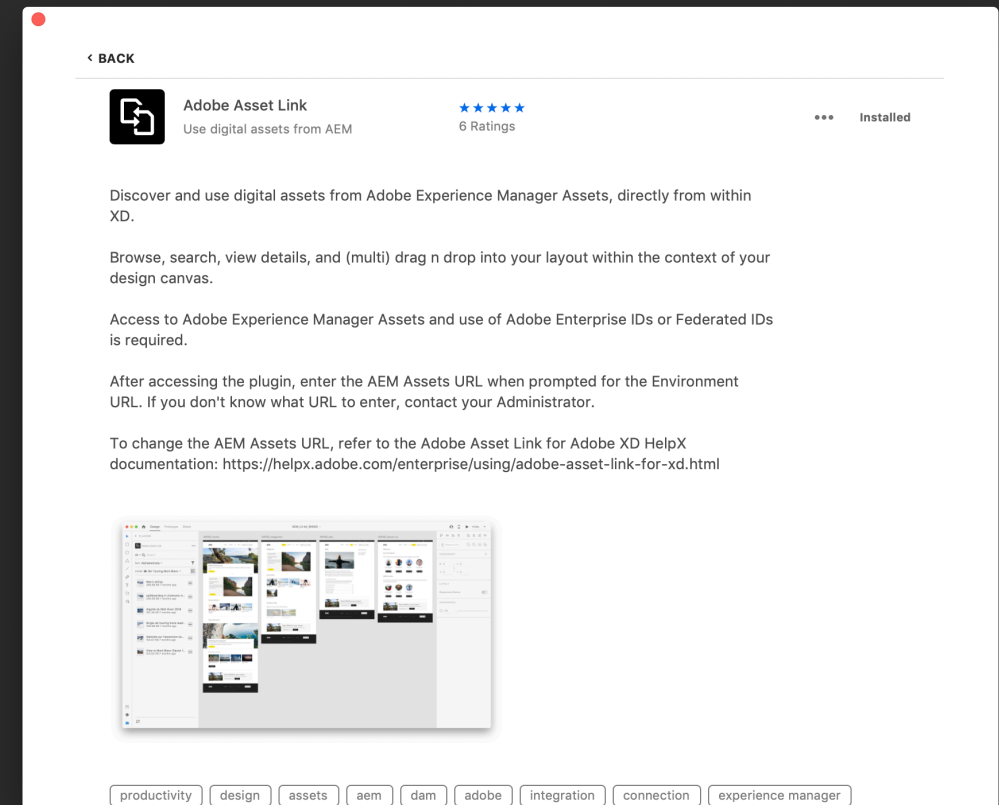 BACK
Adobe Asset Link
Use digital assets from AEM
6 Ratings
Installed
Discover and use digital assets from Adobe Experience Manager Assets, directly from within
XD.
Browse, search, view details, and (multi) drag n drop into your layout within the context of your
design canvas.
Access to Adobe Experience Manager Assets and use of Adobe Enterprise IDs or Federated IDs
is required.
After accessing the plugin, enter the AEM Assets URL when prompted for the Environment
URL. If you don't know what URL to enter, contact your Administrator.
To change the AEM Assets URL, refer to the Adobe Asset Link for Adobe XD HelpX
documentation: https://helpx.adobe.com/enterprise/using/adobe-asset-link-for-xd.html
productivity
design
assets
aem
dam
adobe
integration
connection
experience manager